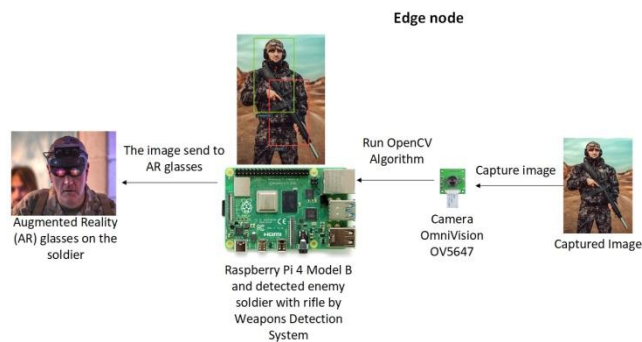 Edge node
The image send to
AR glasses
Run OpenCV
Algorithm
Capture image
Augmented Reality
(AR) glasses on the
soldier
Raspberry Pi 4 Model B
and detected enemy
soldier with rifle by
Weapons Detection
System
Camera
OmniVision
OV5647
Captured Image
HDMI